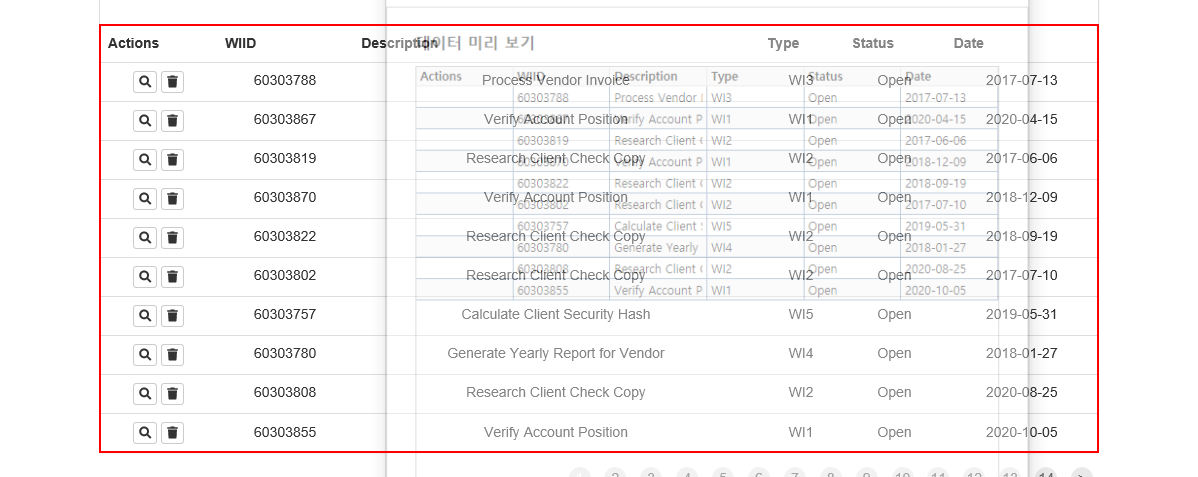 Actions WIID Description Type Status Date
60303788 Process Vendor Invoice WI3 Open 2017-07-13
60303867 Verify Account Position WI1 Open 2020-04-15
60303819 Research Client Check Copy WI2 Open 2017-06-06
60303870 Verify Account Position WI1 Open 2018-12-09
60303822 Research Client Check Copy WI2 Open 2018-09-19
60303802 Research Client Check Copy WI2 Open 2017-07-10
60303757 Calculate Client Security Hash WI5 Open 2019-05-31
60303780 Generate Yearly Report for Vendor WI4 Open 2018-01-27
60303808 Research Client Check Copy WI2 Open 2020-08-25
60303855 Verify Account Position WI1 Open 2020-10-05
데이터 미리 보기
Actions WIID Description Type Status Date
60303788 Process Vendor WI3 Open 2017-07-13
Verify Account P WI1 Open 2020-04-15
60303819 Research Client WI2 Open 2017-06-06
60303870 Verify Account P WI1 Open 2018-12-09
60303822 Research Client WI2 Open 2018-09-19
60303802 Research Client WI2 Open 2017-07-10
60303757 Calculate Client WI5 Open 2019-05-31
60303780 Generate Yearly WI4 Open 2018-01-27
60303808 Research Client WI2 Open 2020-08-25
60303855 Verify Account P WI1 Open 2020-10-05
2 3 4 5 6 7 8 9 10 11 12 13 14 >